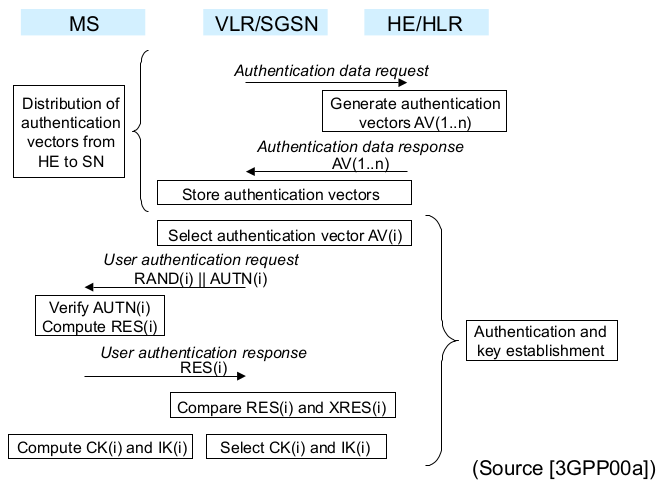 MS VLR/SGSN HE/HLR
Authentication data request
Distribution of
authentication
vectors from
HE to SN
Generate authentication
vectors AV(1..n)
Authentication data response
AV(1..n)
Store authentication vectors
Select authentication vector AV(i)
User authentication request
RAND(i) || AUTN(i)
Verify AUTN(i)
Compute RES(i)
Authentication and
key establishment
User authentication response
RES(i)
Compare RES(i) and XRES(i)
Compute CK(i) and IK(i)
Select CK(i) and IK(i)
(Source [3GPP00a])